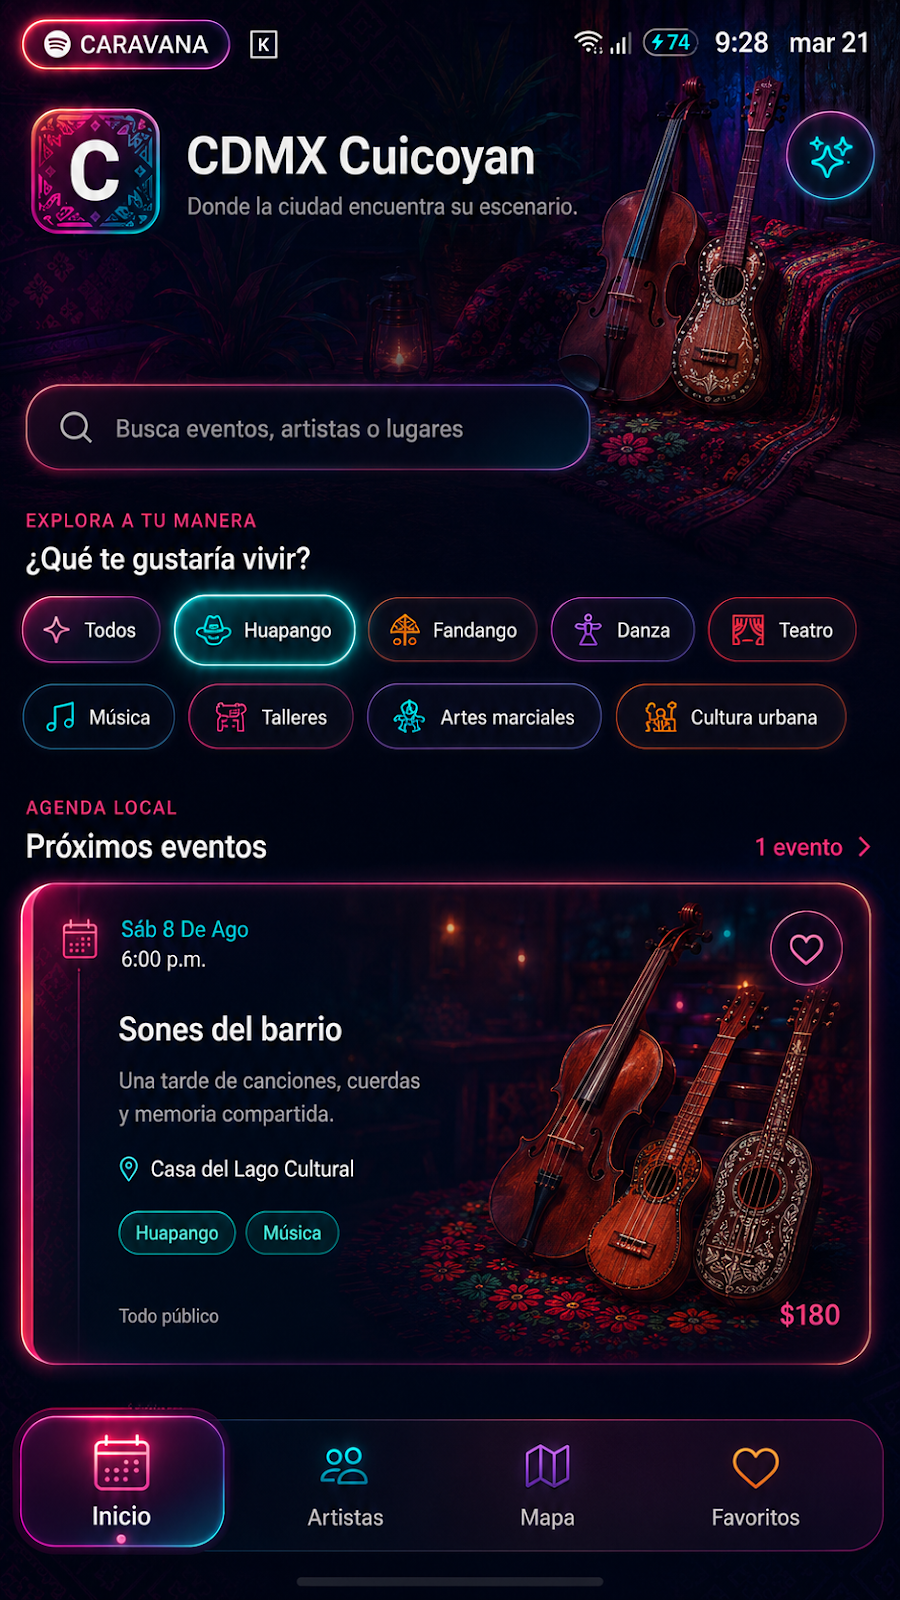 CARAVANA K 74 9:28 mar 21
C
CDMX Cuicoyan
Donde la ciudad encuentra su escenario.
Busca eventos, artistas o lugares
EXPLORA A TU MANERA
¿Qué te gustaría vivir?
Todos Huapango Fandango Danza Teatro
Música Talleres Artes marciales Cultura urbana
AGENDA LOCAL
Próximos eventos 1 evento
Sáb 8 De Ago
6:00 p.m.
Sones del barrio
Una tarde de canciones, cuerdas
y memoria compartida.
Casa del Lago Cultural
Huapango Música
Todo público $180
Inicio Artistas Mapa Favoritos